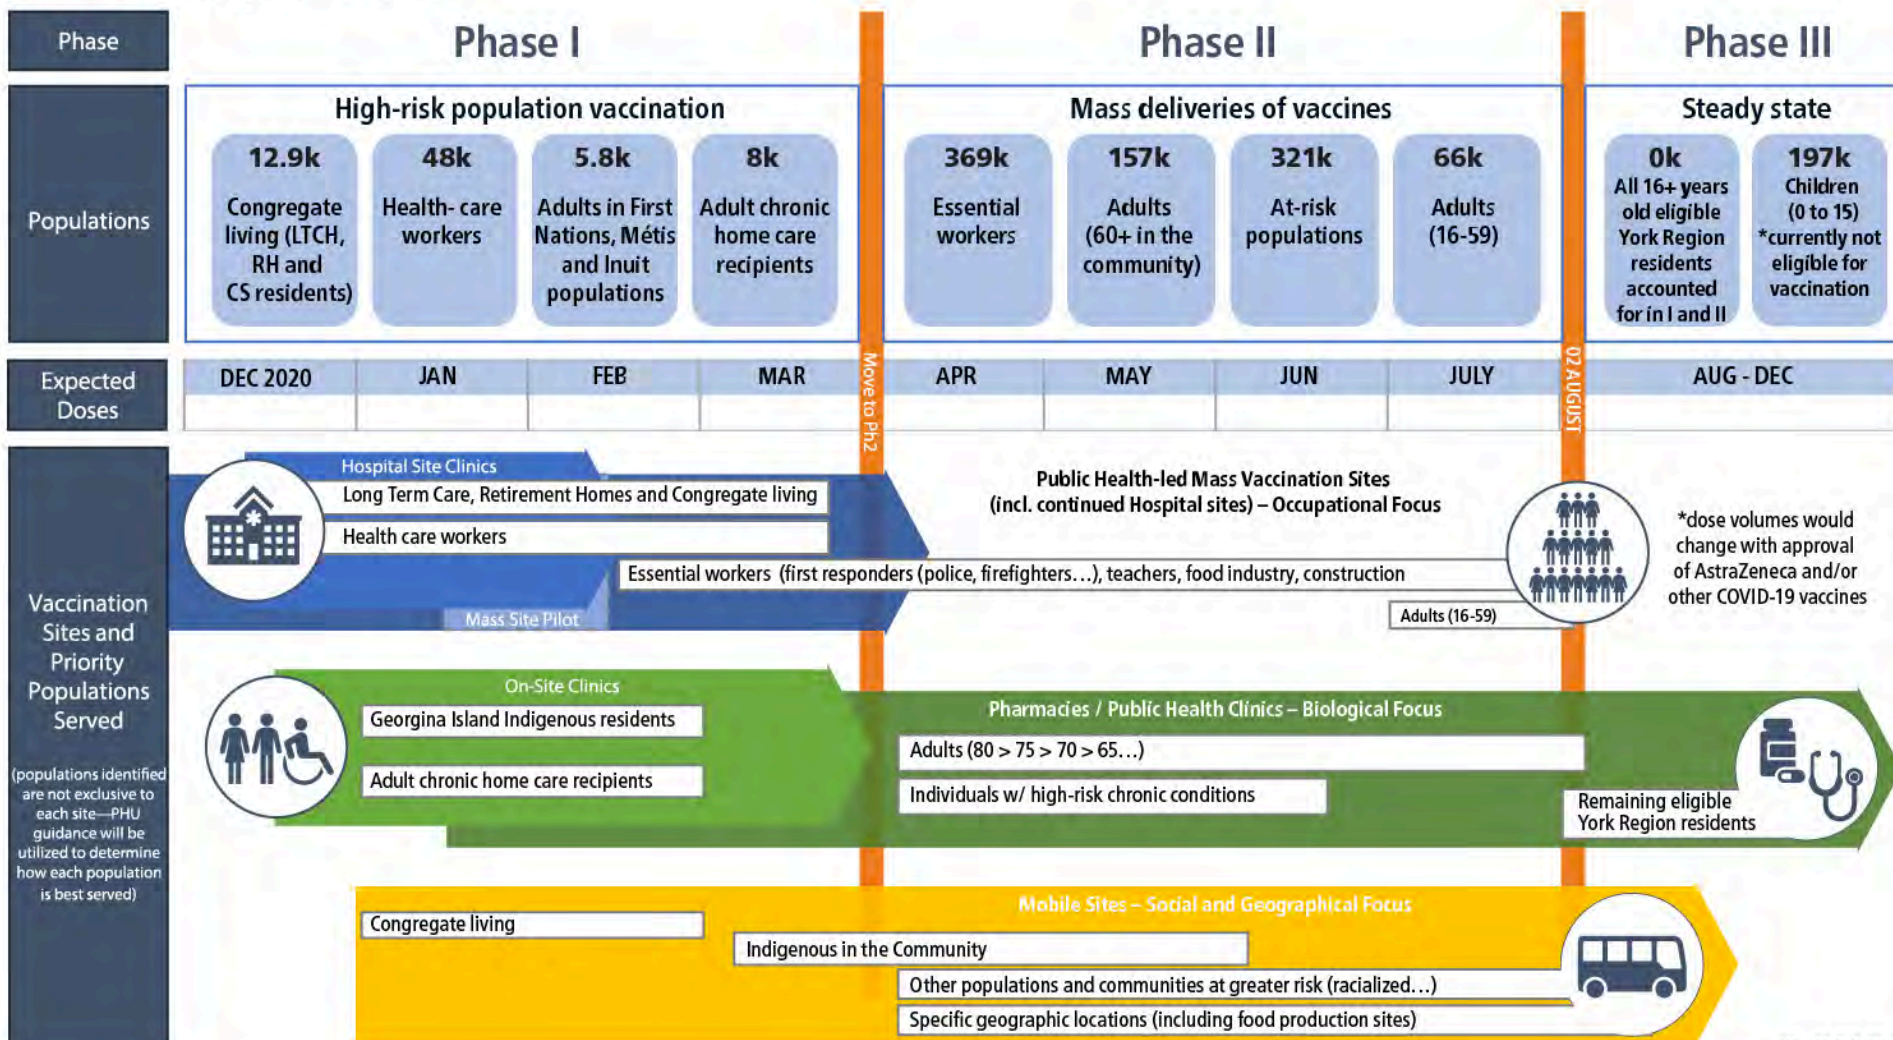 Phase
Phase I
Phase II
Phase III
Populations
High-risk population vaccination
12.9k
Congregate
living (LTCH,
RH and
CS residents)
48k
Health- care
workers
5.8k
Adults in First
Nations, Métis
and Inuit
populations
8k
Adult chronic
home care
recipients
Mass deliveries of vaccines
369k
Essential
workers
157k
Adults
(60+ in the
community)
321k
At-risk
populations
66k
Adults
(16-59)
Steady state
0k
All 16+ years
old eligible
York Region
residents
accounted
for in I and II
197k
Children
(0 to 15)
*currently not
eligible for
vaccination
Expected
Doses
DEC 2020
JAN
FEB
MAR
Move to Ph2
APR
MAY
JUN
JULY
02 AUGUST
AUG - DEC
Vaccination
Sites and
Priority
Populations
Served
(populations identified
are not exclusive to
each site—PHU
guidance will be
utilized to determine
how each population
is best served)
Hospital Site Clinics
Long Term Care, Retirement Homes and Congregate living
Health care workers
Mass Site Pilot
Public Health-led Mass Vaccination Sites
(incl. continued Hospital sites) – Occupational Focus
Essential workers (first responders (police, firefighters…), teachers, food industry, construction
Adults (16-59)
*dose volumes would
change with approval
of AstraZeneca and/or
other COVID-19 vaccines
On-Site Clinics
Georgina Island Indigenous residents
Adult chronic home care recipients
Pharmacies / Public Health Clinics – Biological Focus
Adults (80 > 75 > 70 > 65…)
Individuals w/ high-risk chronic conditions
Remaining eligible
York Region residents
Mobile Sites – Social and Geographical Focus
Congregate living
Indigenous in the Community
Other populations and communities at greater risk (racialized…)
Specific geographic locations (including food production sites)